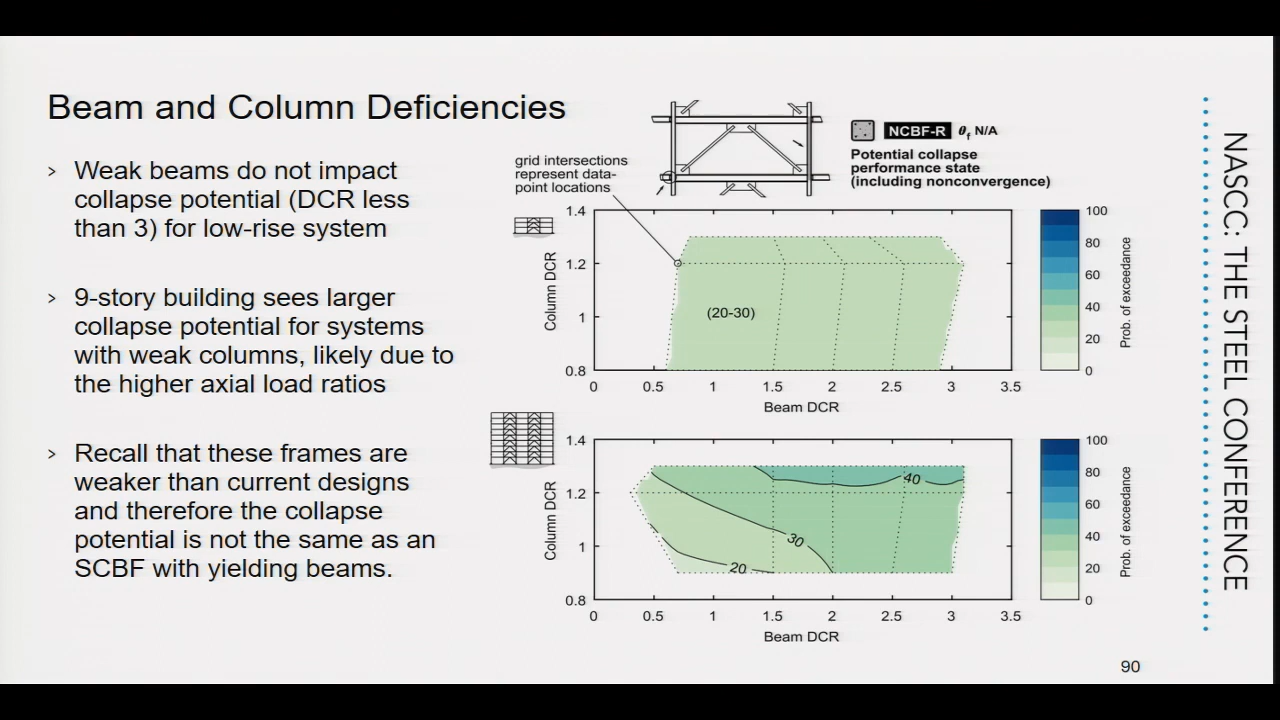 Beam and Column Deficiencies
› Weak beams do not impact
collapse potential (DCR less
than 3) for low-rise system
› 9-story building sees larger
collapse potential for systems
with weak columns, likely due to
the higher axial load ratios
› Recall that these frames are
weaker than current designs
and therefore the collapse
potential is not the same as an
SCBF with yielding beams.
grid intersections
represent data-
point locations
NCBF-R θf N/A
Potential collapse
performance state
(including nonconvergence)
1.4
1.2
1
0.8
Column DCR
(20-30)
0 0.5 1 1.5 2 2.5 3 3.5
Beam DCR
100
80
60
40
20
0
Prob. of exceedance
1.4
1.2
1
0.8
Column DCR
40
30
20
0 0.5 1 1.5 2 2.5 3 3.5
Beam DCR
100
80
60
40
20
0
Prob. of exceedance
NASCC: THE STEEL CONFERENCE
90